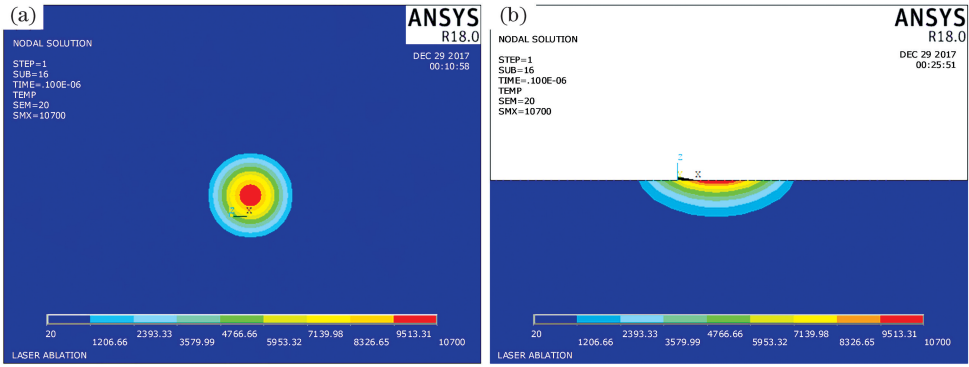 (a)
ANSYS
R18.0
NODAL SOLUTION
DEC 29 2017
00:10:58
STEP=1
SUB=16
TIME=.100E-06
TEMP
SEM=20
SMX=10700
X
20 2393.33 4766.66 7139.98 9513.31
1206.66 3579.99 5953.32 8326.65 10700
LASER ABLATION
(b)
ANSYS
R18.0
NODAL SOLUTION
DEC 29 2017
00:25:51
STEP=1
SUB=16
TIME=.100E-06
TEMP
SEM=20
SMX=10700
X
20 2393.33 4766.66 7139.98 9513.31
1206.66 3579.99 5953.32 8326.65 10700
LASER ABLATION